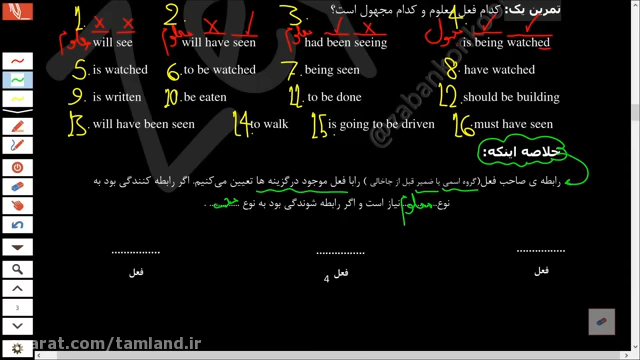 تمرین یک: کدام فعل معلوم و کدام مجهول است؟
1. will see 2. will have seen 3. had been seeing 4. is being watched
معلوم معلوم معلوم مجهول
5. is watched 6. to be watched 7. being seen 8. have watched
9. is written 10. be eaten 11. to be done 12. should be building
13. will have been seen 14. to walk 15. is going to be driven 16. must have seen
خلاصه اینکه:
رابطه ی صاحب فعل(گروه اسمی یا ضمیر قبل از جاخالی ) رابا فعل موجود درگزینه ها تعیین می‌کنیم. اگر رابطه کنندگی بود به
نوع معلوم نیاز است و اگر رابطه شوندگی بود به نوع ..........
فعل فعل فعل
4
@zabankonkor
3
aparat.com/tamland.ir